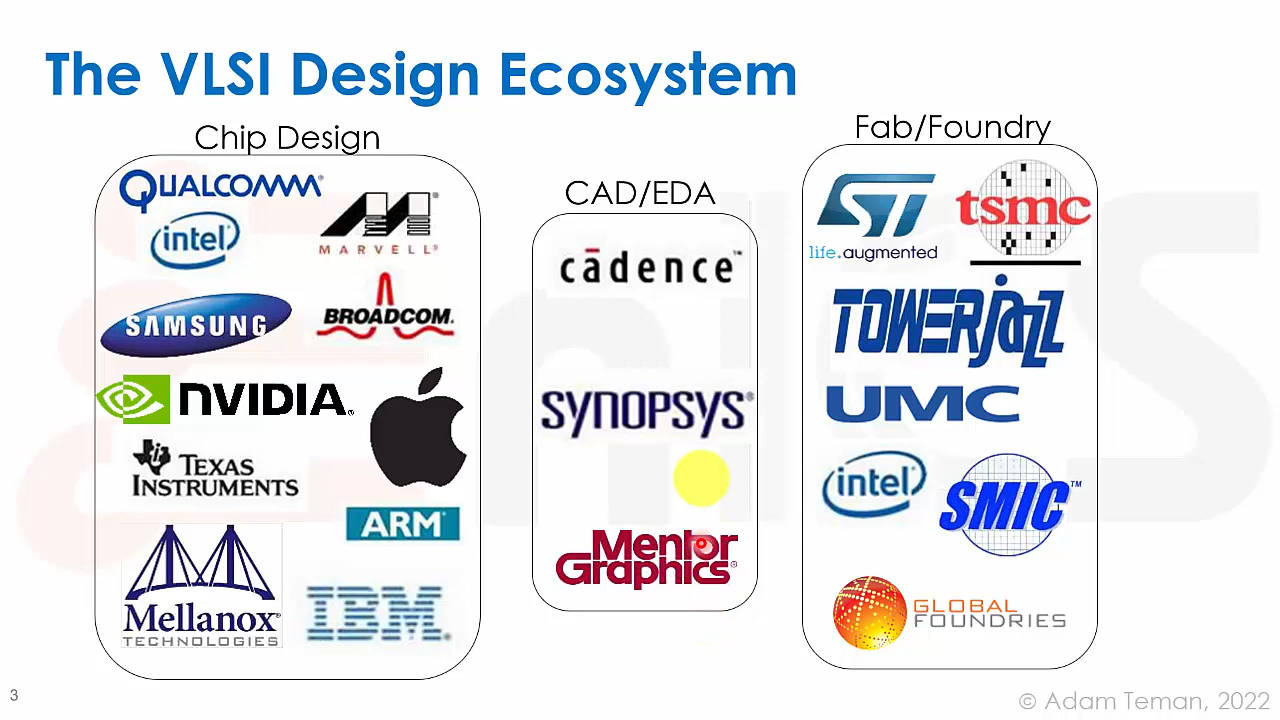 The VLSI Design Ecosystem
Chip Design
QUALCOMM®
intel
MARVELL®
SAMSUNG
BROADCOM.
NVIDIA.
TEXAS
INSTRUMENTS
ARM®
Mellanox®
TECHNOLOGIES
IBM®
CAD/EDA
cādence™
SYNOPSYS®
Mentor
Graphics®
Fab/Foundry
ST
life.augmented
tsmc
TOWERjazz
UMC
intel
SMIC™
GLOBAL
FOUNDRIES
3
© Adam Teman, 2022